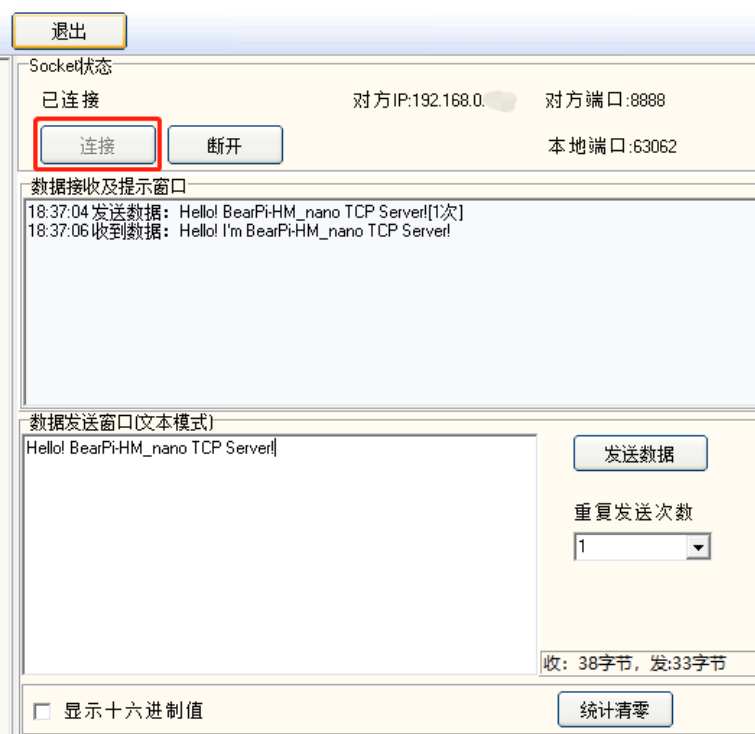 退出
Socket状态
已连接 对方IP:192.168.0. 对方端口:8888
连接 断开 本地端口:63062
数据接收及提示窗口
18:37:04发送数据：Hello! BearPi-HM_nano TCP Server![1次]
18:37:06收到数据：Hello! I'm BearPi-HM_nano TCP Server!
数据发送窗口(文本模式)
Hello! BearPi-HM_nano TCP Server!
发送数据
重复发送次数
1
收：38字节，发:33字节
显示十六进制值 统计清零